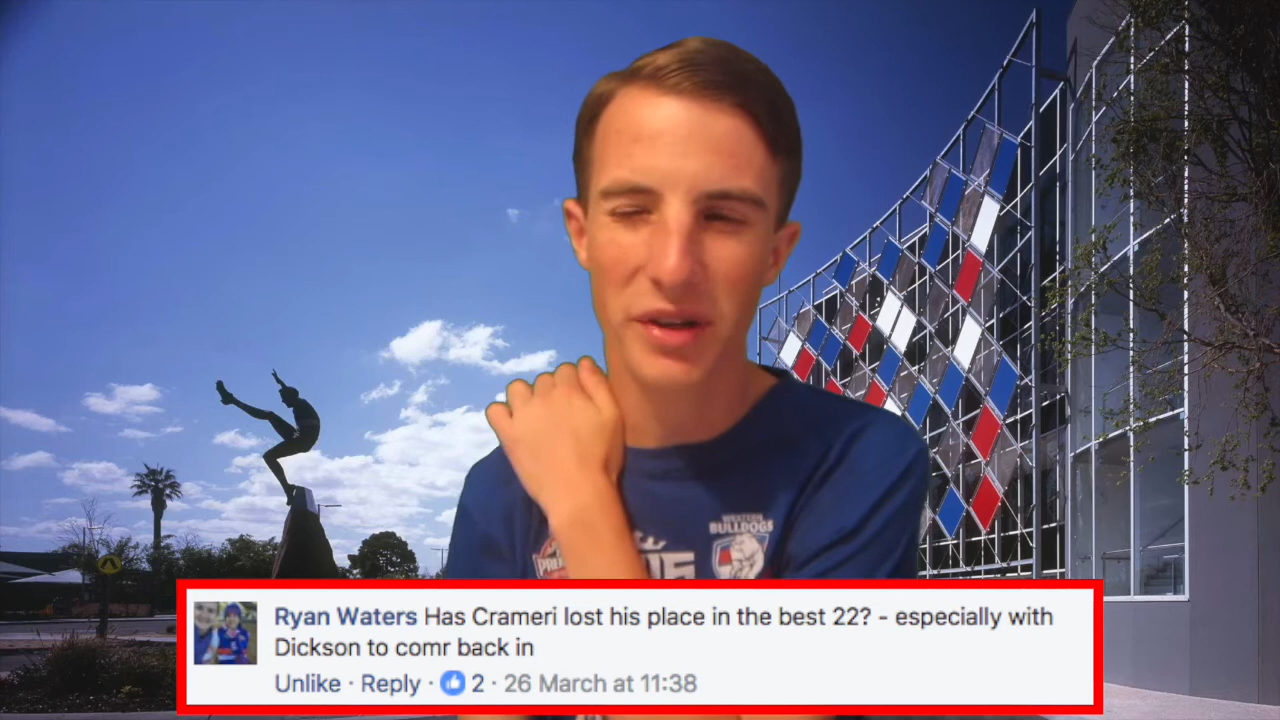 WESTERN
BULLDOGS
Ryan Waters Has Crameri lost his place in the best 22? - especially with
Dickson to comr back in
Unlike · Reply · 2 · 26 March at 11:38